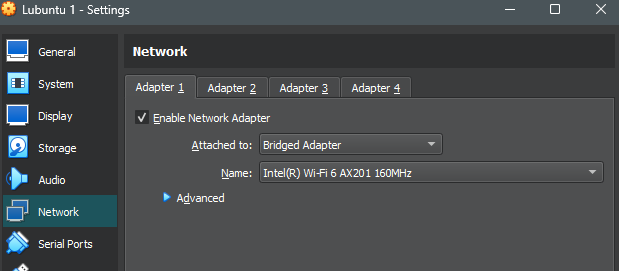 Lubuntu 1 - Settings
General
System
Display
Storage
Audio
Network
Serial Ports
Network
Adapter 1 Adapter 2 Adapter 3 Adapter 4
Enable Network Adapter
Attached to: Bridged Adapter
Name: Intel(R) Wi-Fi 6 AX201 160MHz
Advanced